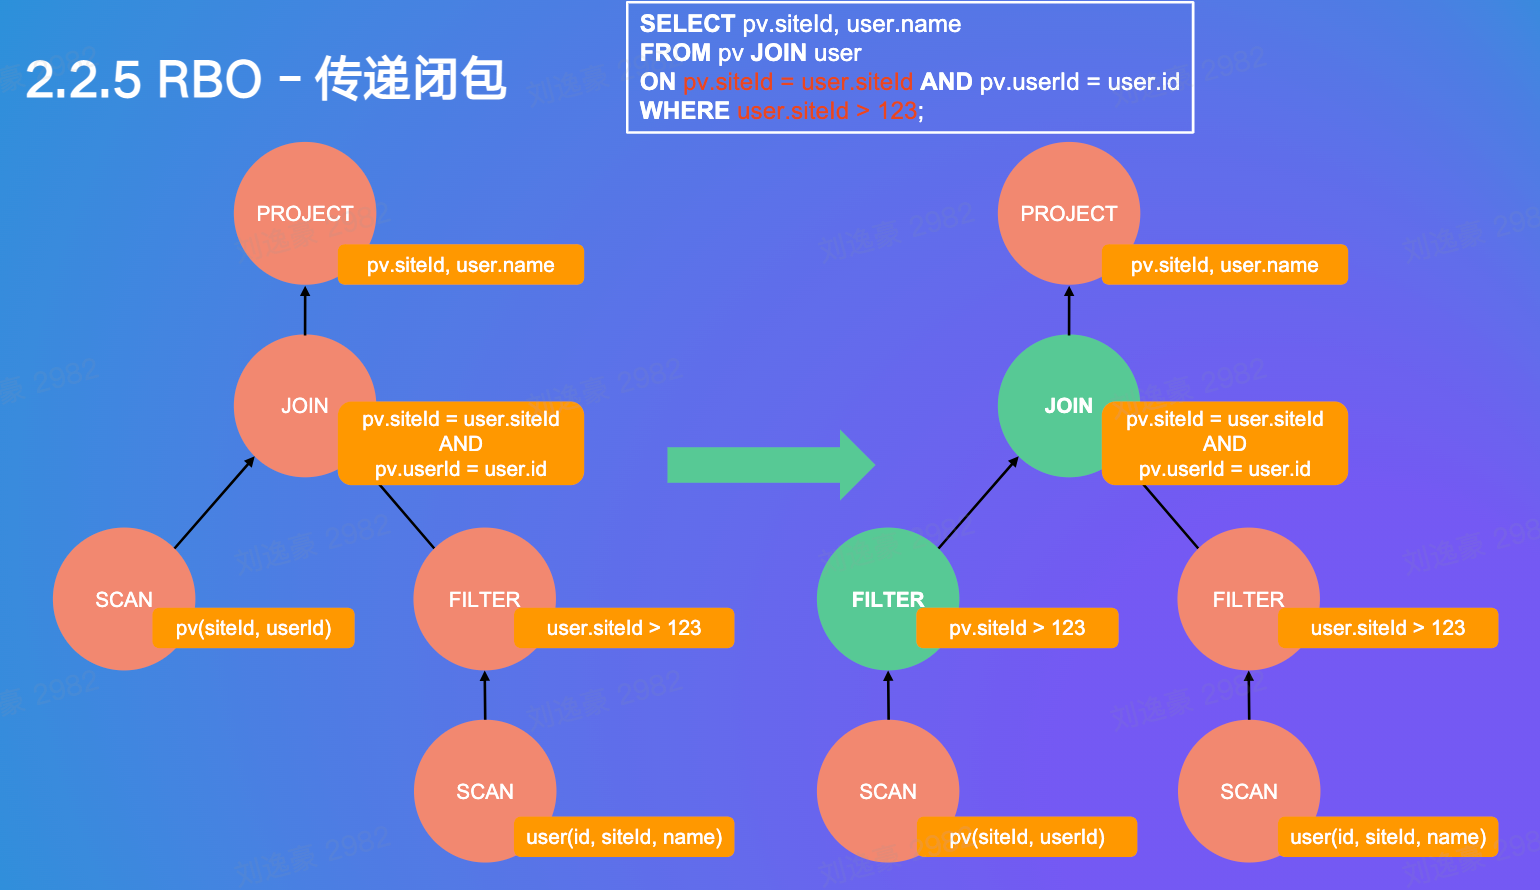 2.2.5 RBO - 传递闭包
SELECT pv.siteId, user.name
FROM pv JOIN user
ON pv.siteId = user.siteId AND pv.userId = user.id
WHERE user.siteId > 123;
PROJECT
pv.siteId, user.name
JOIN
pv.siteId = user.siteId
AND
pv.userId = user.id
SCAN
pv(siteId, userId)
FILTER
user.siteId > 123
SCAN
user(id, siteId, name)
PROJECT
pv.siteId, user.name
JOIN
pv.siteId = user.siteId
AND
pv.userId = user.id
FILTER
pv.siteId > 123
FILTER
user.siteId > 123
SCAN
pv(siteId, userId)
SCAN
user(id, siteId, name)
刘逸豪 2982